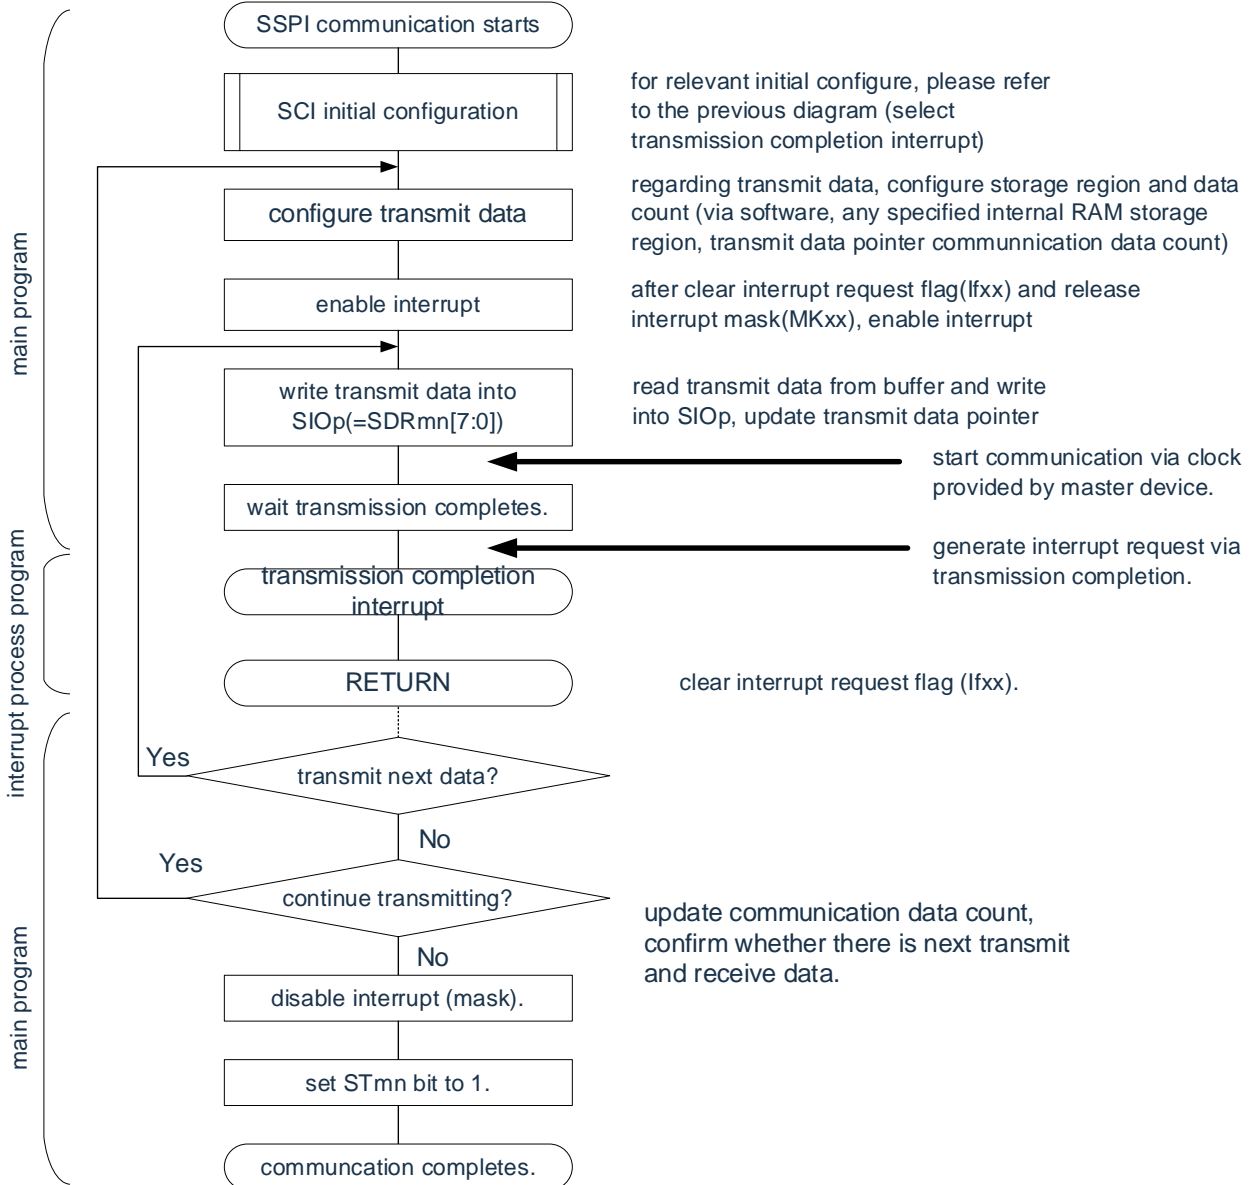 SSPI communication starts
SCI initial configuration
for relevant initial configure, please refer
to the previous diagram (select
transmission completion interrupt)
configure transmit data
regarding transmit data, configure storage region and data
count (via software, any specified internal RAM storage
region, transmit data pointer communnication data count)
main program
enable interrupt
after clear interrupt request flag(Ifxx) and release
interrupt mask(MKxx), enable interrupt
write transmit data into
SIOp(=SDRmn[7:0])
read transmit data from buffer and write
into SIOp, update transmit data pointer
start communication via clock
provided by master device.
wait transmission completes.
generate interrupt request via
transmission completion.
interrupt process program
transmission completion
interrupt
RETURN
clear interrupt request flag (Ifxx).
Yes
transmit next data?
No
Yes
continue transmitting?
update communication data count,
confirm whether there is next transmit
and receive data.
No
main program
disable interrupt (mask).
set STmn bit to 1.
communcation completes.